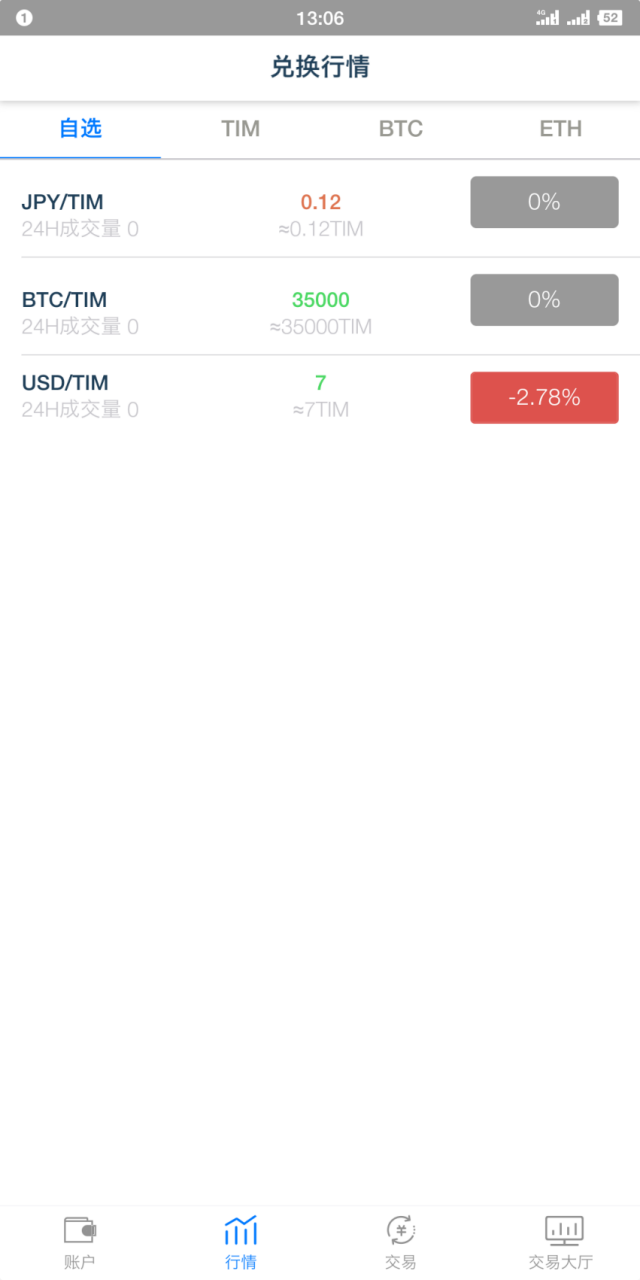 1 13:06 4G 52
兑换行情
自选 TIM BTC ETH
JPY/TIM 0.12 0%
24H成交量 0 ≈0.12TIM
BTC/TIM 35000 0%
24H成交量 0 ≈35000TIM
USD/TIM 7 -2.78%
24H成交量 0 ≈7TIM
账户 行情 交易 交易大厅